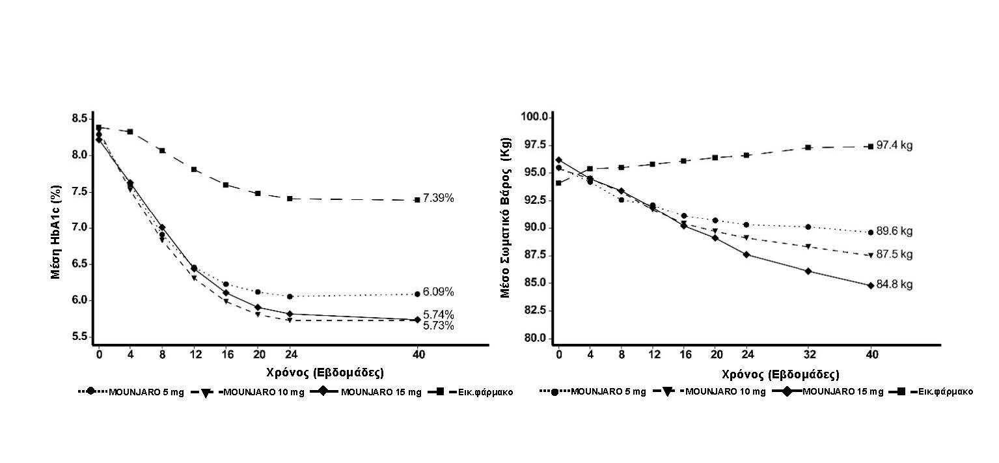 Μέση HbA1c (%)
8.5
8.0
7.5
7.0
6.5
6.0
5.5
7.39%
6.09%
5.74%
5.73%
0 4 8 12 16 20 24 40
Χρόνος (Εβδομάδες)
MOUNJARO 5 mg MOUNJARO 10 mg MOUNJARO 15 mg Εικ.φάρμακο
Μέσο Σωματικό Βάρος (Kg)
100.0
97.5
95.0
92.5
90.0
87.5
85.0
82.5
80.0
97.4 kg
89.6 kg
87.5 kg
84.8 kg
0 4 8 12 16 20 24 32 40
Χρόνος (Εβδομάδες)
MOUNJARO 5 mg MOUNJARO 10 mg MOUNJARO 15 mg Εικ.φάρμακο